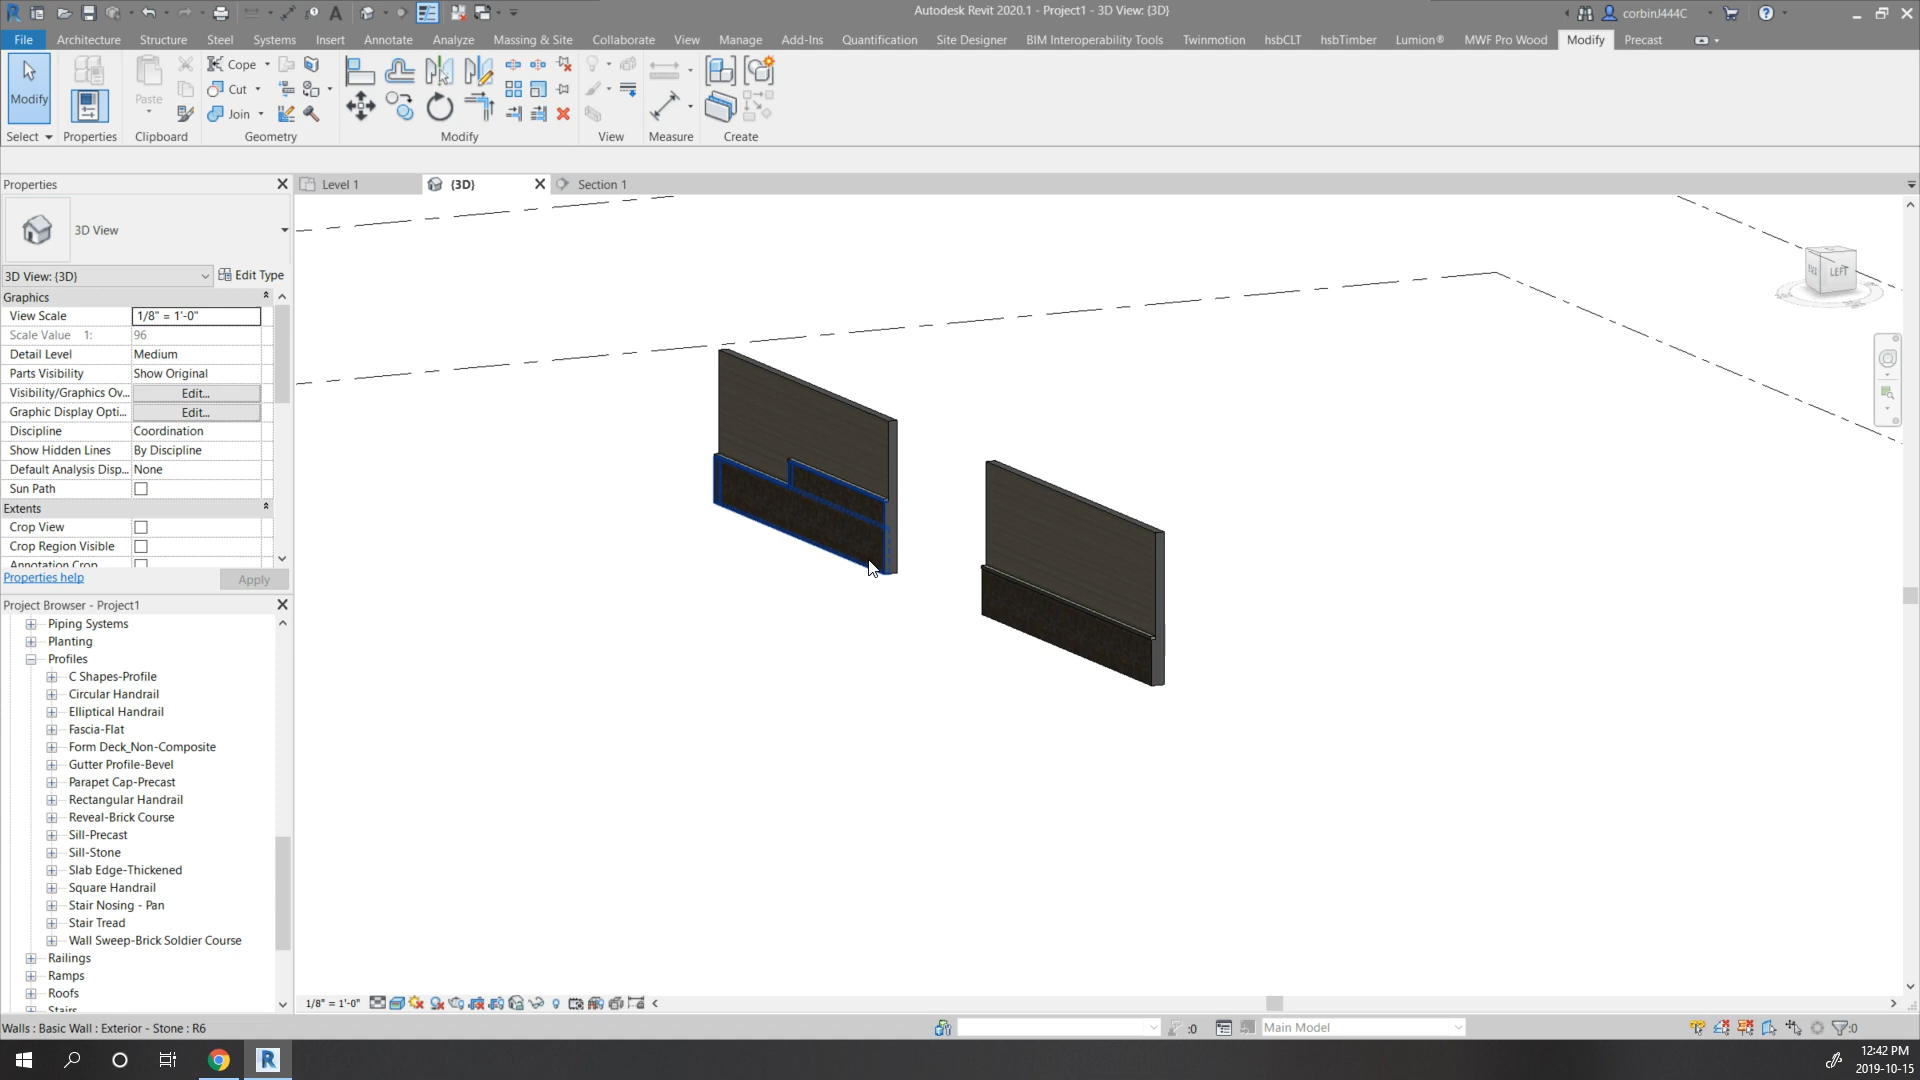 Autodesk Revit 2020.1 - Project1 - 3D View: {3D}
corbinJ444C
File Architecture Structure Steel Systems Insert Annotate Analyze Massing & Site Collaborate View Manage Add-Ins Quantification Site Designer BIM Interoperability Tools Twinmotion hsbCLT hsbTimber Lumion® MWF Pro Wood Modify Precast
Modify
Paste
Cope
Cut
Join
Select Properties Clipboard Geometry Modify View Measure Create
Properties
Level 1
{3D}
Section 1
3D View
3D View: {3D}
Edit Type
Graphics
View Scale 1/8" = 1'-0"
Scale Value 1: 96
Detail Level Medium
Parts Visibility Show Original
Visibility/Graphics Ov... Edit...
Graphic Display Opti... Edit...
Discipline Coordination
Show Hidden Lines By Discipline
Default Analysis Disp... None
Sun Path
Extents
Crop View
Crop Region Visible
Annotation Crop
Properties help
Apply
LEFT
Project Browser - Project1
Piping Systems
Planting
Profiles
C Shapes-Profile
Circular Handrail
Elliptical Handrail
Fascia-Flat
Form Deck_Non-Composite
Gutter Profile-Bevel
Parapet Cap-Precast
Rectangular Handrail
Reveal-Brick Course
Sill-Precast
Sill-Stone
Slab Edge-Thickened
Square Handrail
Stair Nosing - Pan
Stair Tread
Wall Sweep-Brick Soldier Course
Railings
Ramps
Roofs
Stairs
1/8" = 1'-0"
Walls : Basic Wall : Exterior - Stone : R6
:0
Main Model
:0
12:42 PM
2019-10-15